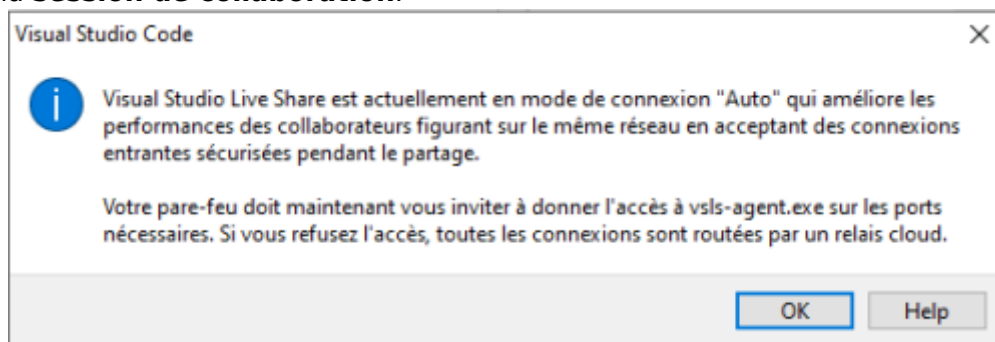 session de collaboration.
Visual Studio Code
Visual Studio Live Share est actuellement en mode de connexion "Auto" qui améliore les
performances des collaborateurs figurant sur le même réseau en acceptant des connexions
entrantes sécurisées pendant le partage.
Votre pare-feu doit maintenant vous inviter à donner l'accès à vsls-agent.exe sur les ports
nécessaires. Si vous refusez l'accès, toutes les connexions sont routées par un relais cloud.
OK
Help